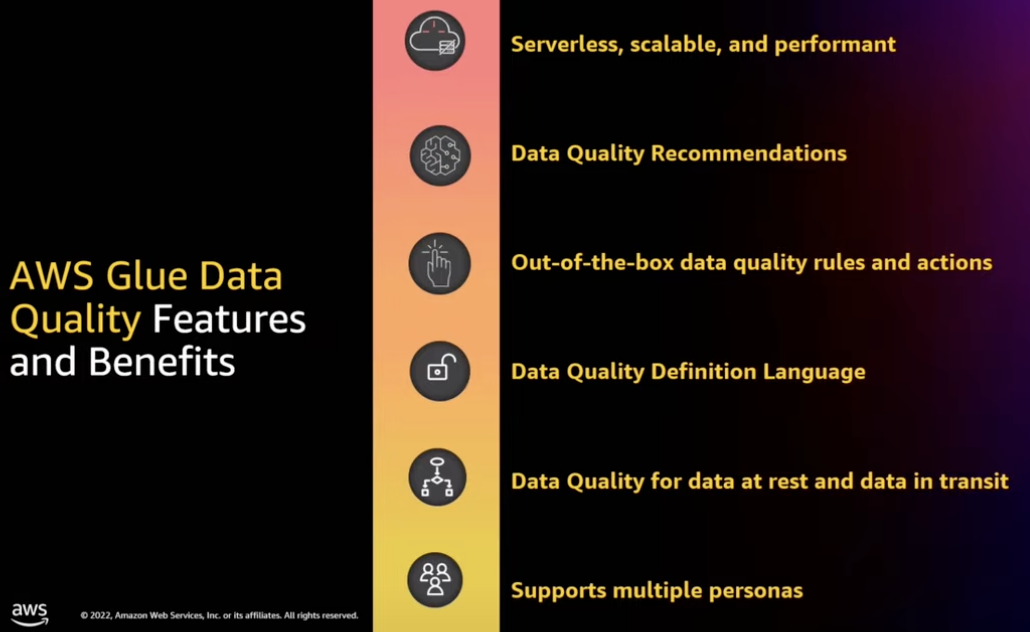 AWS Glue Data
Quality Features
and Benefits
Serverless, scalable, and performant
Data Quality Recommendations
Out-of-the-box data quality rules and actions
Data Quality Definition Language
Data Quality for data at rest and data in transit
Supports multiple personas
aws
© 2022, Amazon Web Services, Inc. or its affiliates. All rights reserved.